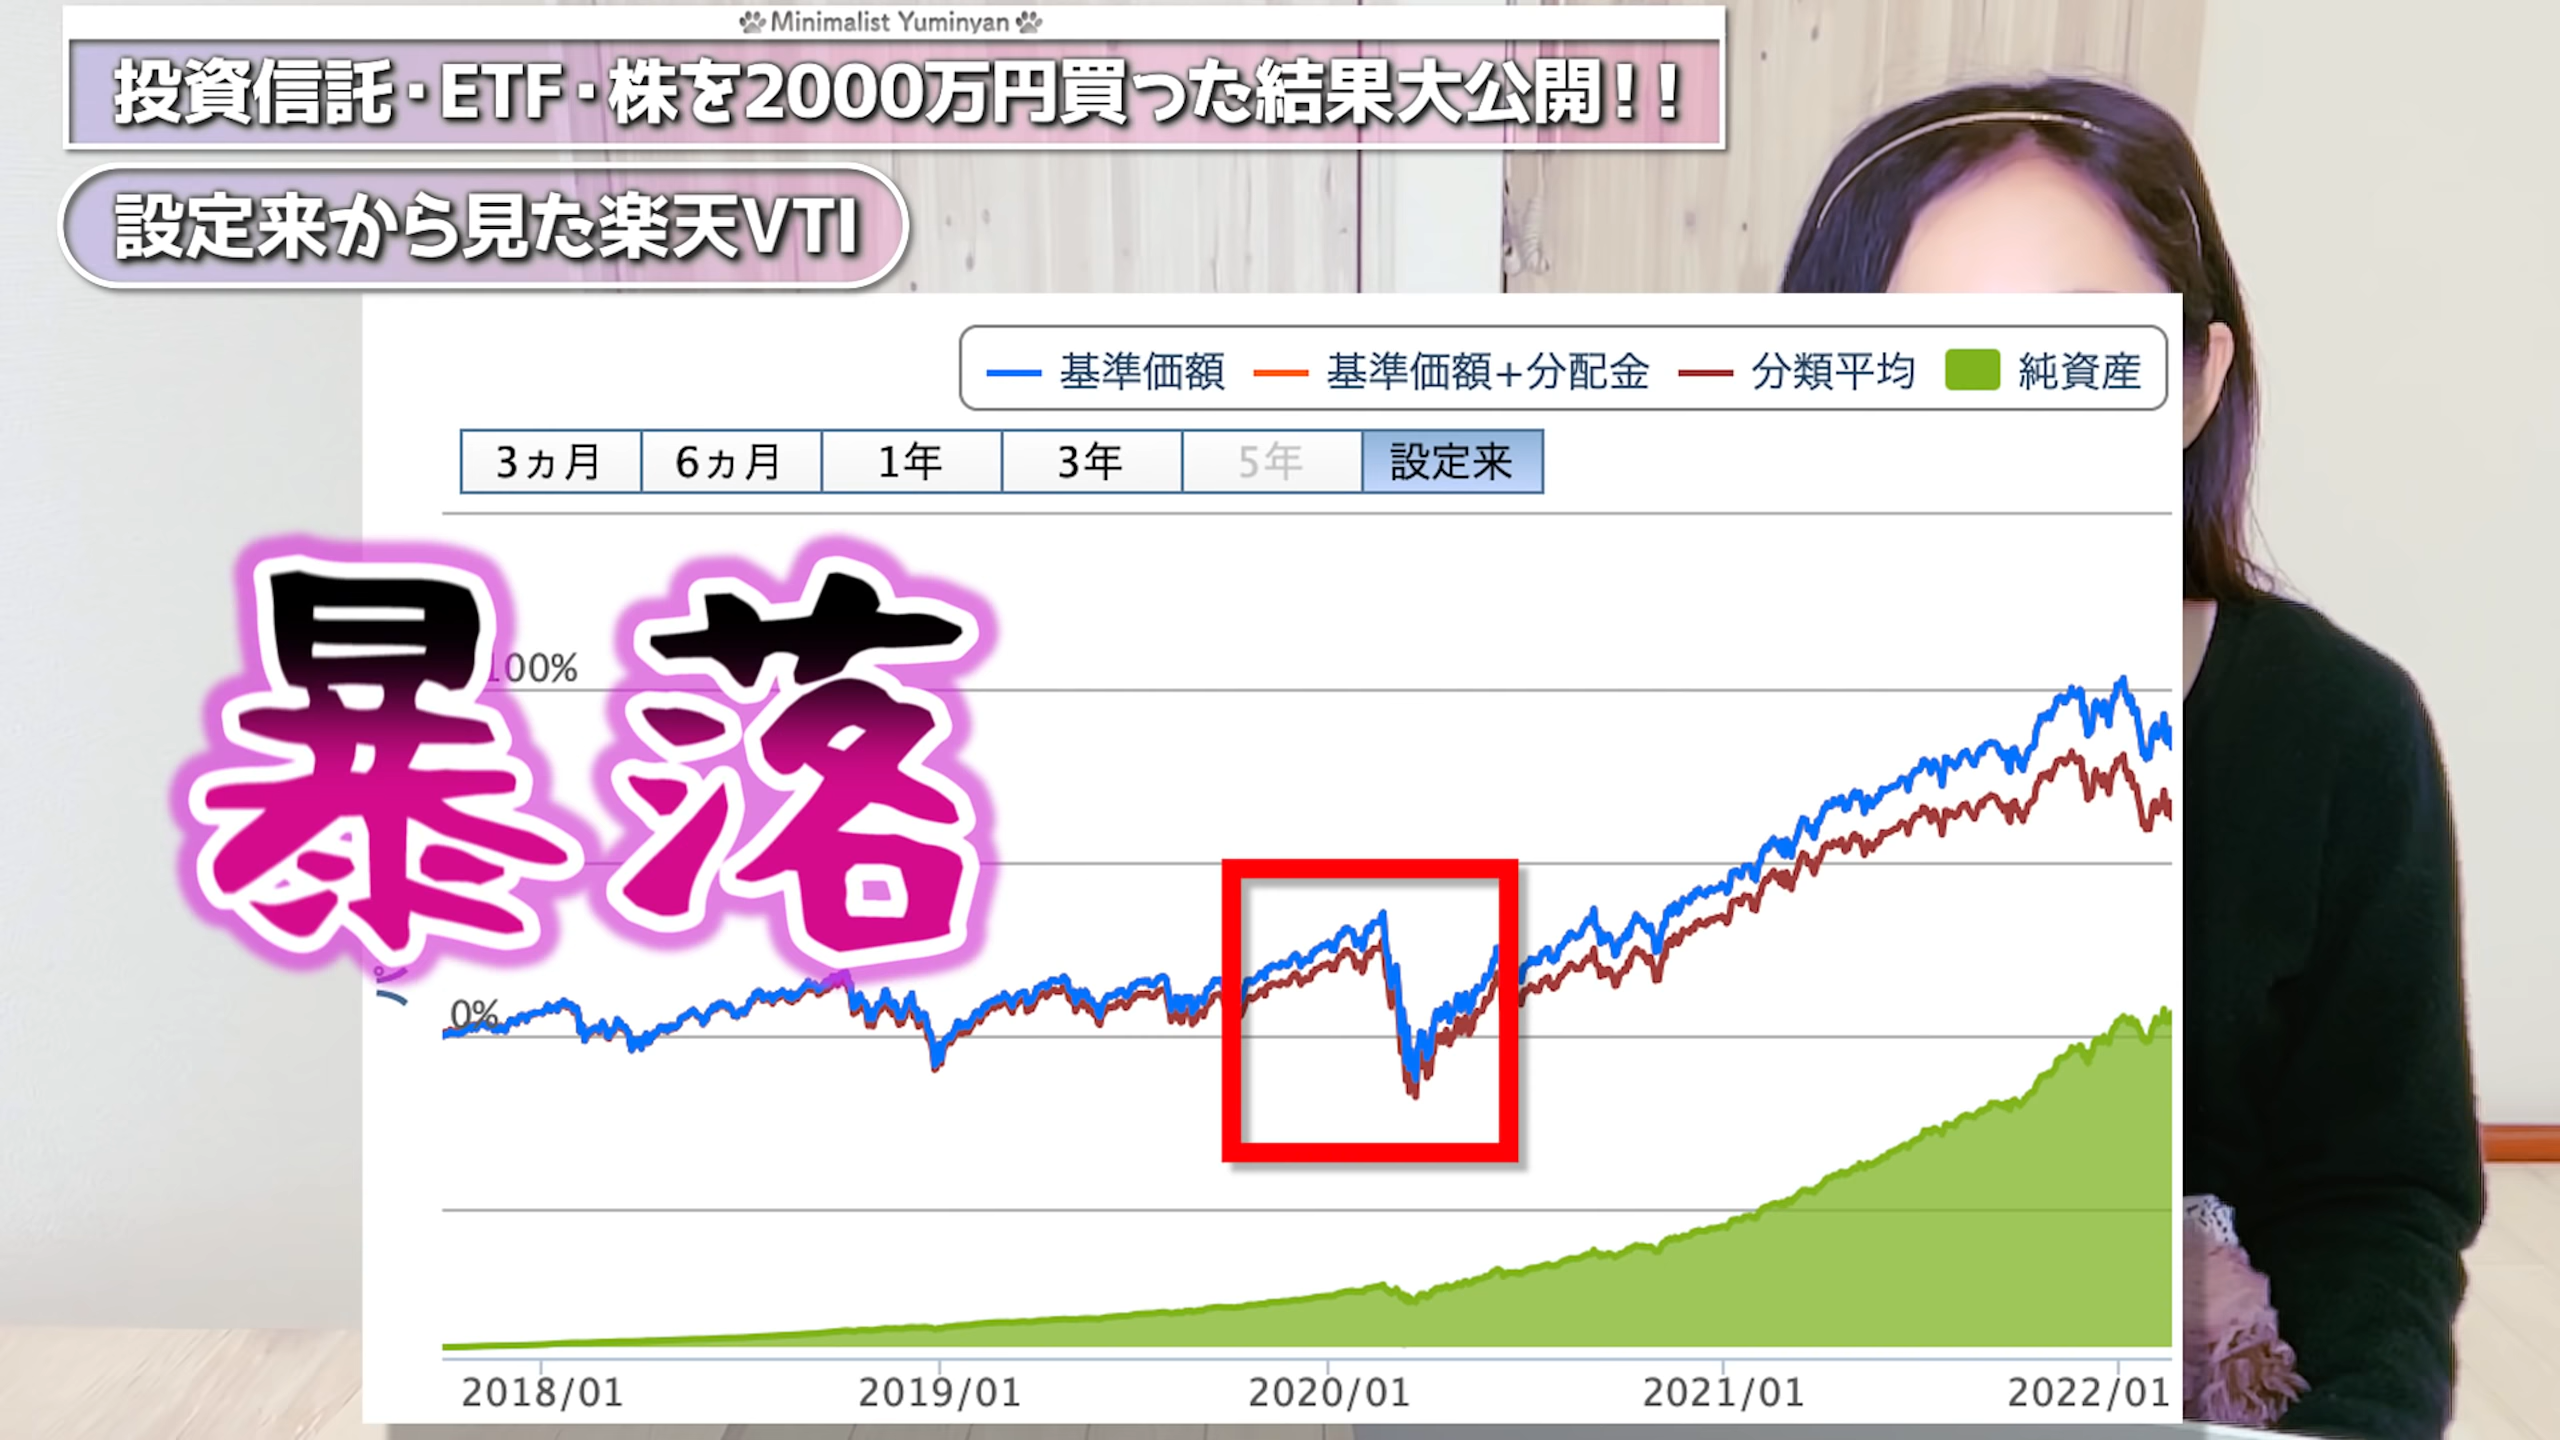 Minimalist Yuminyan
投資信託・ETF・株を2000万円買った結果大公開！！
設定来から見た楽天VTI
基準価額 基準価額+分配金 分類平均 純資産
3ヵ月 6ヵ月 1年 3年 5年 設定来
暴落
100%
0%
2018/01 2019/01 2020/01 2021/01 2022/01